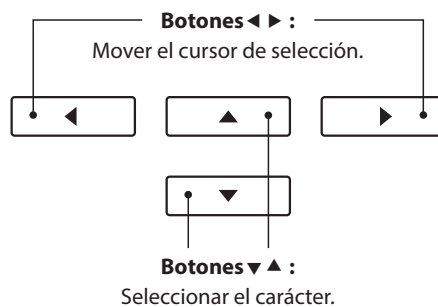 Botones ◀ ▶ :
Mover el cursor de selección.
◀ ▲ ▶
▼
Botones ▼ ▲ :
Seleccionar el carácter.